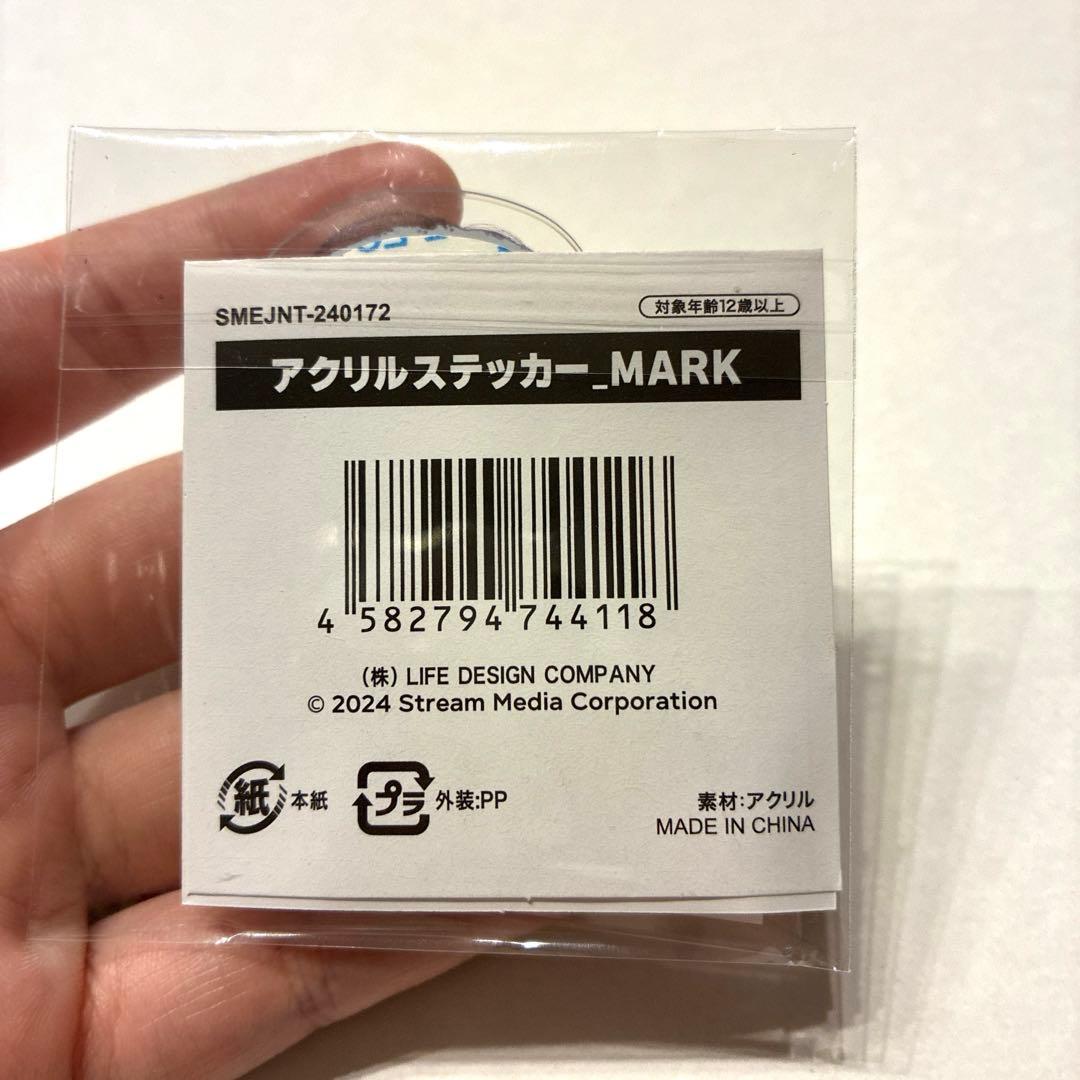 SMEJNT-240172
対象年齢12歳以上
アクリルステッカー_MARK
4 582794 744118
(株) LIFE DESIGN COMPANY
© 2024 Stream Media Corporation
紙 本紙
プラ 外装:PP
素材:アクリル
MADE IN CHINA